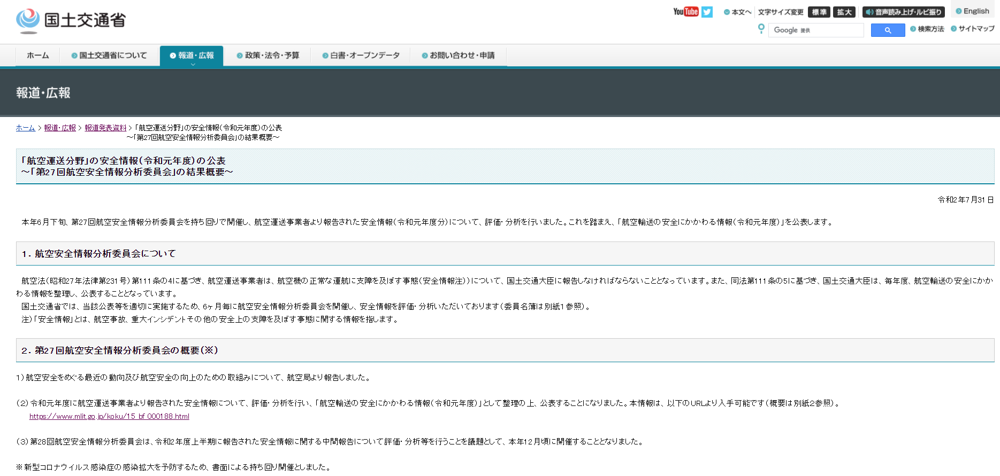 国土交通省
YouTube
本文へ 文字サイズ変更 標準 拡大 音声読み上げ・ルビ振り English
Google 提供 検索方法 サイトマップ
ホーム 国土交通省について 報道・広報 政策・法令・予算 白書・オープンデータ お問い合わせ・申請
報道・広報
ホーム > 報道・広報 > 報道発表資料 > 「航空運送分野」の安全情報(令和元年度)の公表
～「第27回航空安全情報分析委員会」の結果概要～
「航空運送分野」の安全情報(令和元年度)の公表
～「第27回航空安全情報分析委員会」の結果概要～
令和2年7月31日
本年6月下旬、第27回航空安全情報分析委員会を持ち回りで開催し、航空運送事業者より報告された安全情報(令和元年度分)について、評価・分析を行いました。これを踏まえ、「航空輸送の安全にかかわる情報(令和元年度)」を公表します。
1. 航空安全情報分析委員会について
航空法(昭和27年法律第231号)第111条の4に基づき、航空運送事業者は、航空機の正常な運航に支障を及ぼす事態(安全情報注))について、国土交通大臣に報告しなければならないこととなっています。また、同法第111条の5に基づき、国土交通大臣は、毎年度、航空輸送の安全にかか
わる情報を整理し、公表することとなっています。
国土交通省では、当該公表等を適切に実施するため、6ヶ月毎に航空安全情報分析委員会を開催し、安全情報を評価・分析いただいております(委員名簿は別紙1参照)。
注)「安全情報」とは、航空事故、重大インシデントその他の安全上の支障を及ぼす事態に関する情報を指します。
2. 第27回航空安全情報分析委員会の概要(※)
1)航空安全をめぐる最近の動向及び航空安全の向上のための取組みについて、航空局より報告しました。
(2)令和元年度に航空運送事業者より報告された安全情報について、評価・分析を行い、「航空輸送の安全にかかわる情報(令和元年度)」として整理の上、公表することになりました。本情報は、以下のURLより入手可能です(概要は別紙2参照)。
https://www.mlit.go.jp/koku/15_bf_000188.html
(3)第28回航空安全情報分析委員会は、令和2年度上半期に報告された安全情報に関する中間報告について評価・分析等を行うことを議題として、本年12月頃に開催することとなりました。
※新型コロナウイルス感染症の感染拡大を予防するため、書面による持ち回り開催としました。